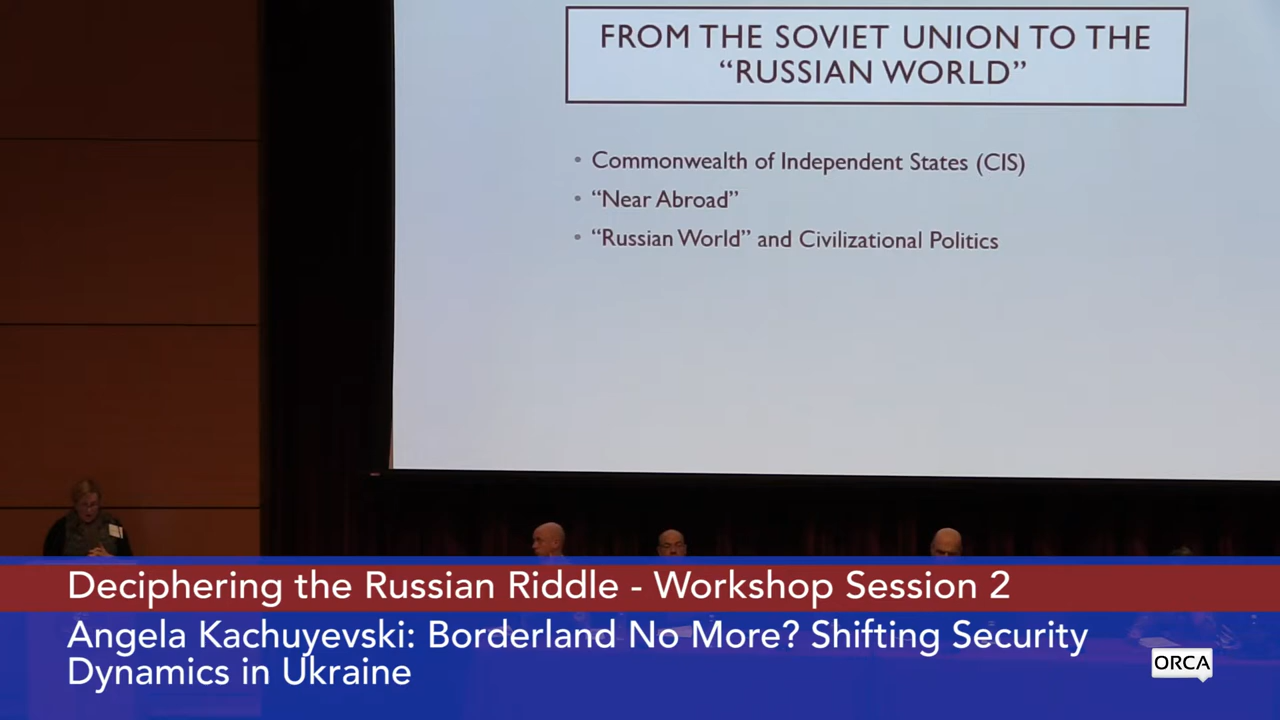 FROM THE SOVIET UNION TO THE
“RUSSIAN WORLD”
• Commonwealth of Independent States (CIS)
• “Near Abroad”
• “Russian World” and Civilizational Politics
Deciphering the Russian Riddle - Workshop Session 2
Angela Kachuyevski: Borderland No More? Shifting Security
Dynamics in Ukraine
ORCA